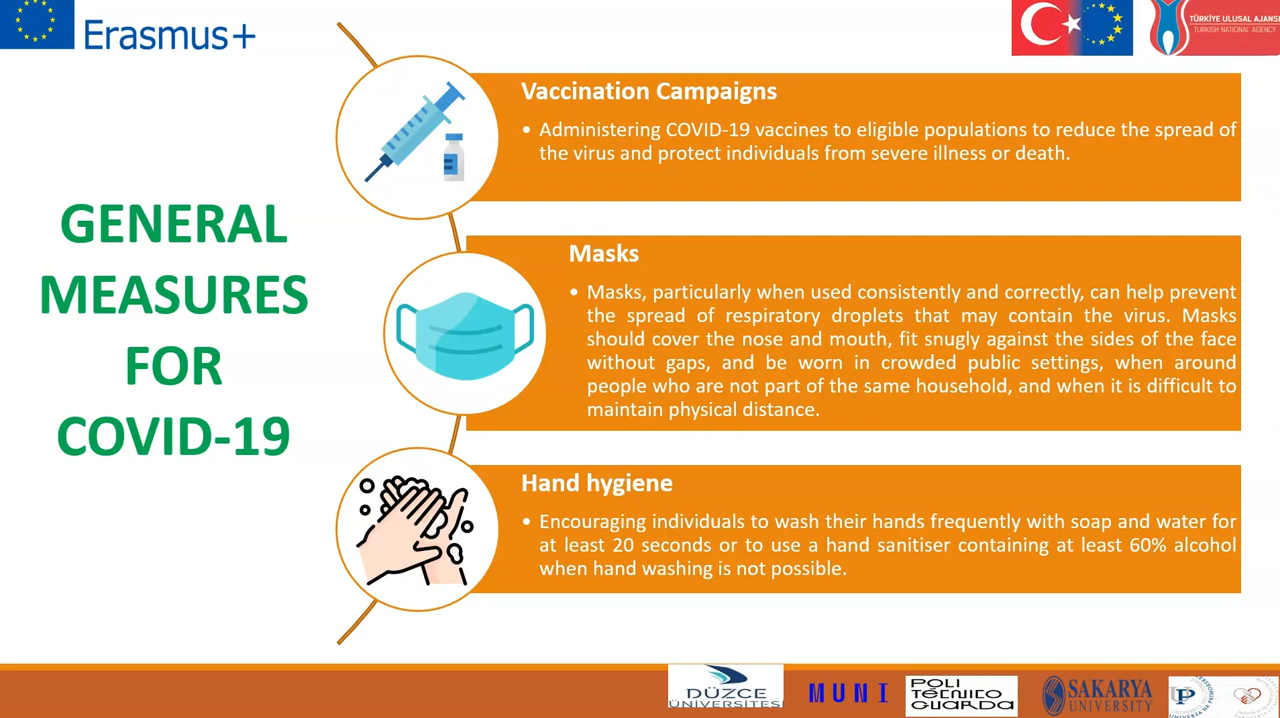 Erasmus+
TÜRKİYE ULUSAL AJANSI
TURKISH NATIONAL AGENCY
GENERAL
MEASURES
FOR
COVID-19
Vaccination Campaigns
• Administering COVID-19 vaccines to eligible populations to reduce the spread of
the virus and protect individuals from severe illness or death.
Masks
• Masks, particularly when used consistently and correctly, can help prevent
the spread of respiratory droplets that may contain the virus. Masks
should cover the nose and mouth, fit snugly against the sides of the face
without gaps, and be worn in crowded public settings, when around
people who are not part of the same household, and when it is difficult to
maintain physical distance.
Hand hygiene
• Encouraging individuals to wash their hands frequently with soap and water for
at least 20 seconds or to use a hand sanitiser containing at least 60% alcohol
when hand washing is not possible.
DÜZCE
ÜNİVERSİTESİ
MUNI
POLI
TÉCNICO
GUARDA
SAKARYA
UNIVERSITY